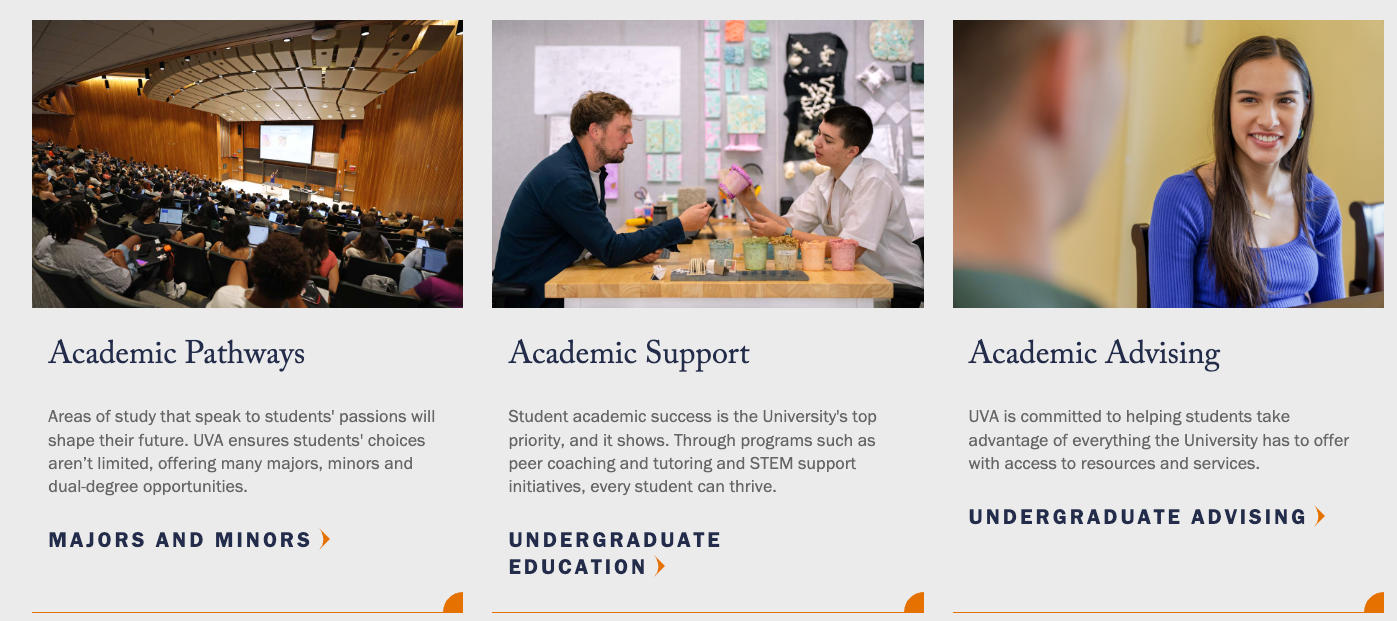 Academic Pathways
Areas of study that speak to students' passions will
shape their future. UVA ensures students' choices
aren’t limited, offering many majors, minors and
dual-degree opportunities.
MAJORS AND MINORS
Academic Support
Student academic success is the University's top
priority, and it shows. Through programs such as
peer coaching and tutoring and STEM support
initiatives, every student can thrive.
UNDERGRADUATE
EDUCATION
Academic Advising
UVA is committed to helping students take
advantage of everything the University has to offer
with access to resources and services.
UNDERGRADUATE ADVISING